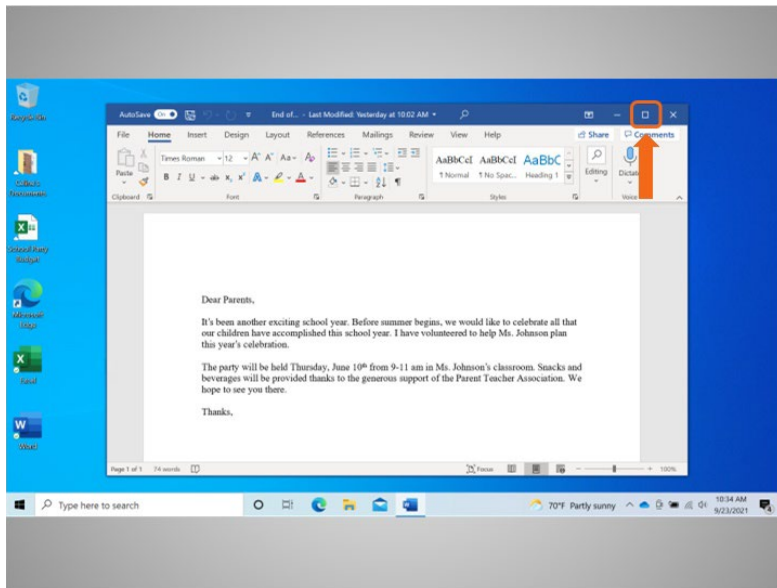 Recycle Bin
AutoSave On End of... - Last Modified: Yesterday at 10:02 AM
File Home Insert Design Layout References Mailings Review View Help Share Comments
Paste
Times Roman 12 A A Aa
B I U ab x, x² A A
AaBbCcI AaBbCcI AaBbC
¶ Normal ¶ No Spac... Heading 1
Editing
Dictate
Clipboard Font Paragraph Styles Voice
Documents
School Party
Budget
Microsoft
Edge
Excel
Word
Dear Parents,
It's been another exciting school year. Before summer begins, we would like to celebrate all that
our children have accomplished this school year. I have volunteered to help Ms. Johnson plan
this year's celebration.
The party will be held Thursday, June 10th from 9-11 am in Ms. Johnson's classroom. Snacks and
beverages will be provided thanks to the generous support of the Parent Teacher Association. We
hope to see you there.
Thanks,
Page 1 of 1 74 words Focus 100%
Type here to search
70°F Partly sunny
10:34 AM
9/23/2021